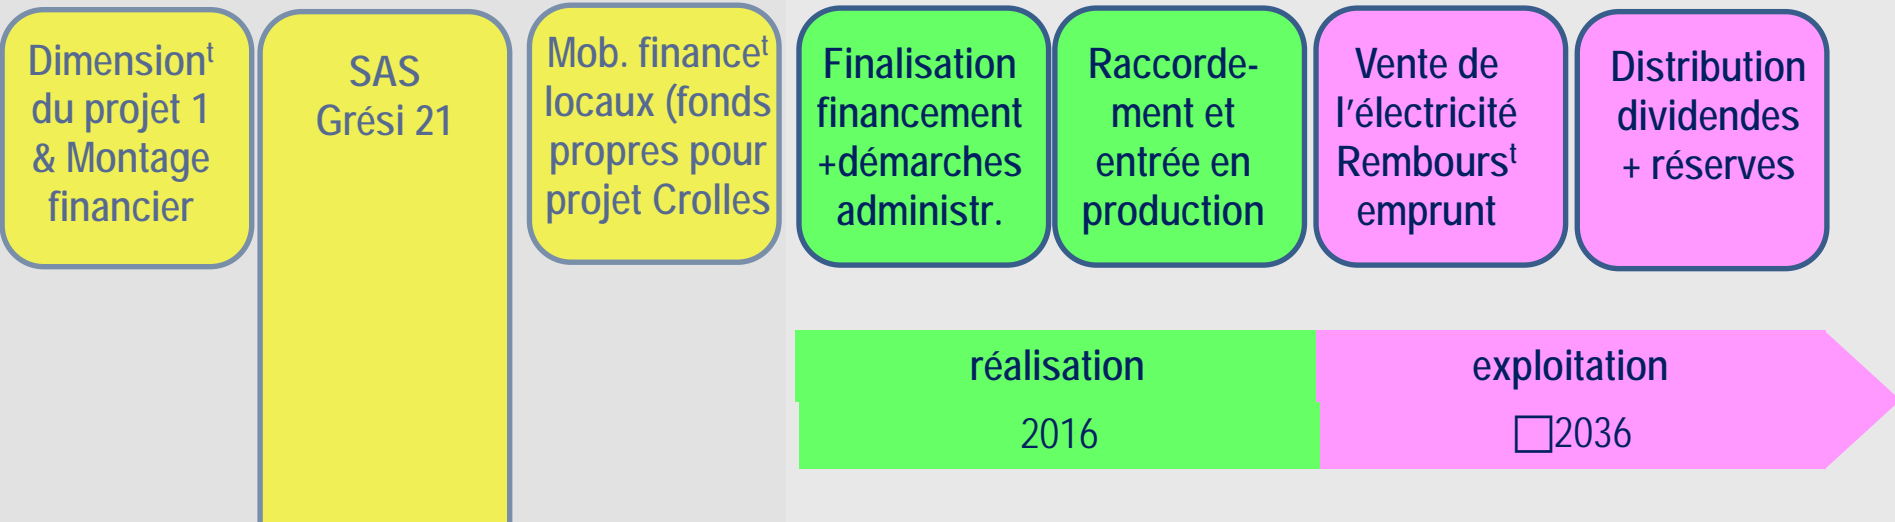 Dimensionᵗ
du projet 1
& Montage
financier
SAS
Grési 21
Mob. financeᵗ
locaux (fonds
propres pour
projet Crolles
Finalisation
financement
+démarches
administr.
Raccorde-
ment et
entrée en
production
Vente de
l’électricité
Remboursᵗ
emprunt
Distribution
dividendes
+ réserves
réalisation
2016
exploitation
□2036